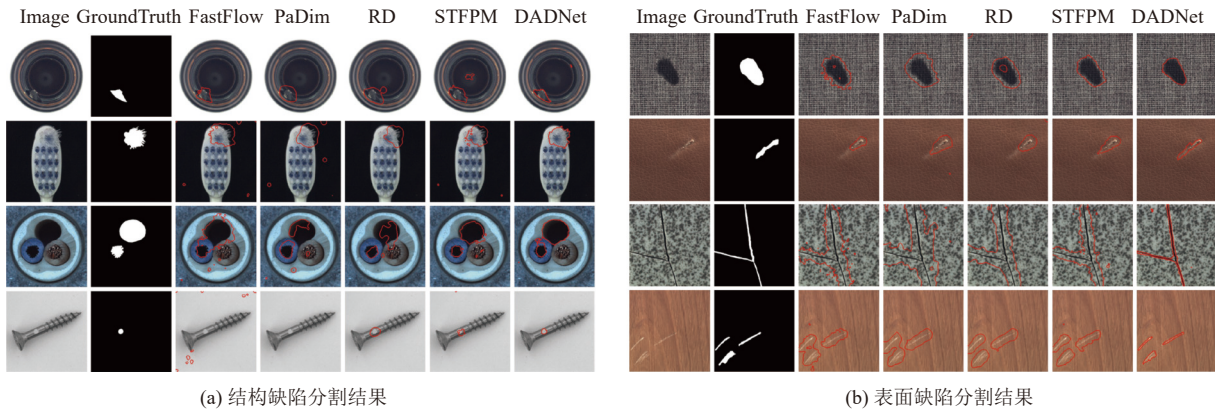 Image GroundTruth FastFlow PaDim RD STFPM DADNet
(a) 结构缺陷分割结果
Image GroundTruth FastFlow PaDim RD STFPM DADNet
(b) 表面缺陷分割结果